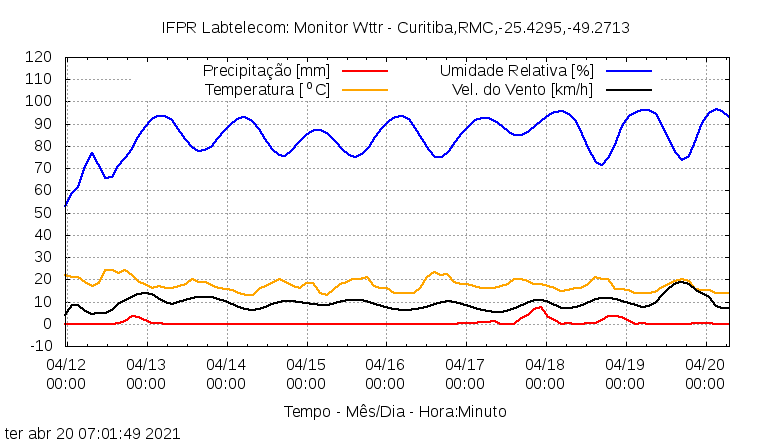 IFPR Labtelecom: Monitor Wttr - Curitiba,RMC,-25.4295,-49.2713
Precipitação [mm]
Temperatura [ ⁰C]
Umidade Relativa [%]
Vel. do Vento [km/h]
120
110
100
90
80
70
60
50
40
30
20
10
0
-10
04/12 04/13 04/14 04/15 04/16 04/17 04/18 04/19 04/20
00:00 00:00 00:00 00:00 00:00 00:00 00:00 00:00 00:00
Tempo - Mês/Dia - Hora:Minuto
ter abr 20 07:01:49 2021